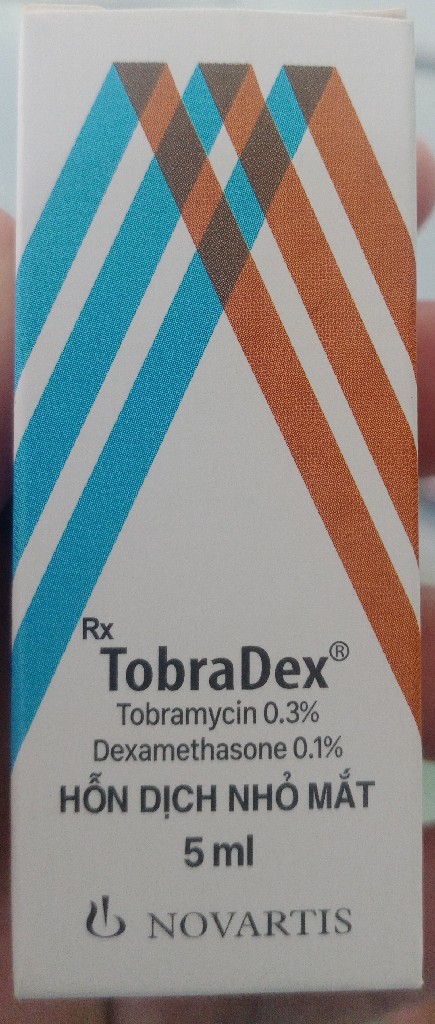 Rx
TobraDex®
Tobramycin 0.3%
Dexamethasone 0.1%
HỖN DỊCH NHỎ MẮT
5 ml
NOVARTIS